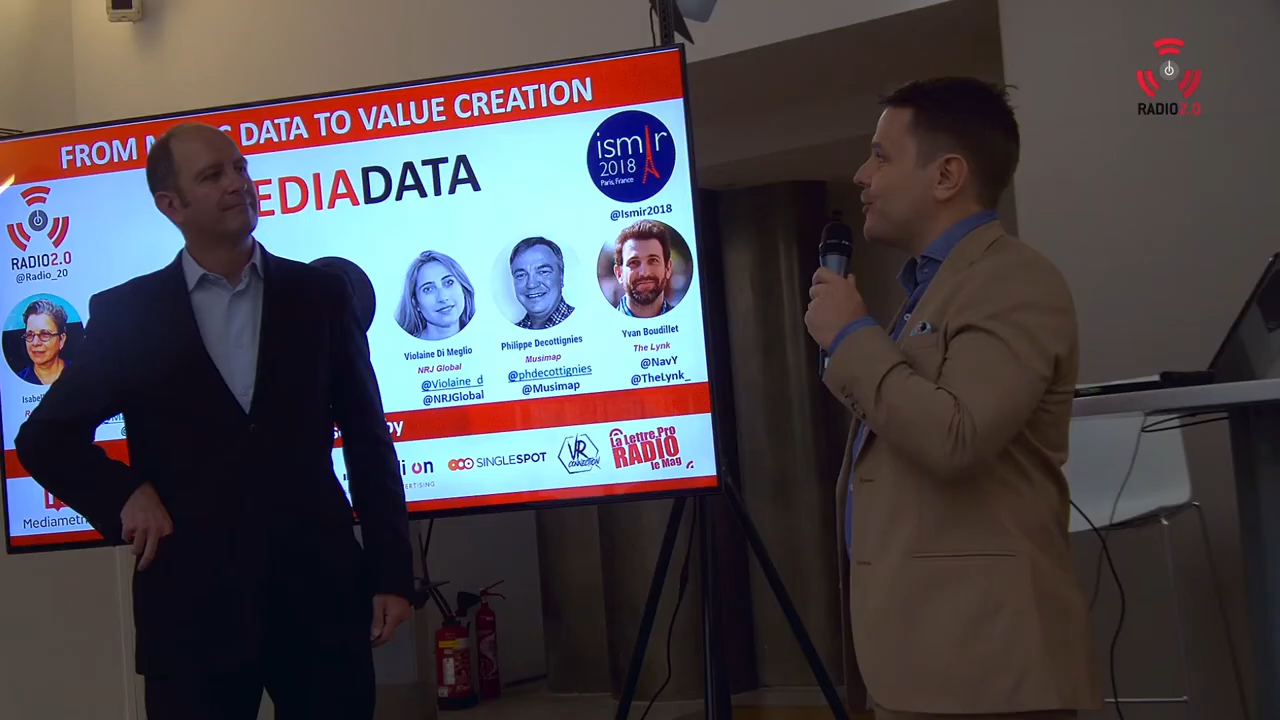 FROM DATA TO VALUE CREATION
EDIADATA
ismir
2018
Paris, France
@Ismir2018
RADIO2.0
@Radio_20
Violaine Di Meglio
NRJ Global
@Violaine_d
@NRJGlobal
Philippe Decottignies
Musimap
@phdecottignies
@Musimap
Yvan Boudillet
The Lynk
@NavY
@TheLynk_
SINGLESPOT
VR
CONNECTION
La Lettre.Pro
RADIO
le Mag
RADIO2.0